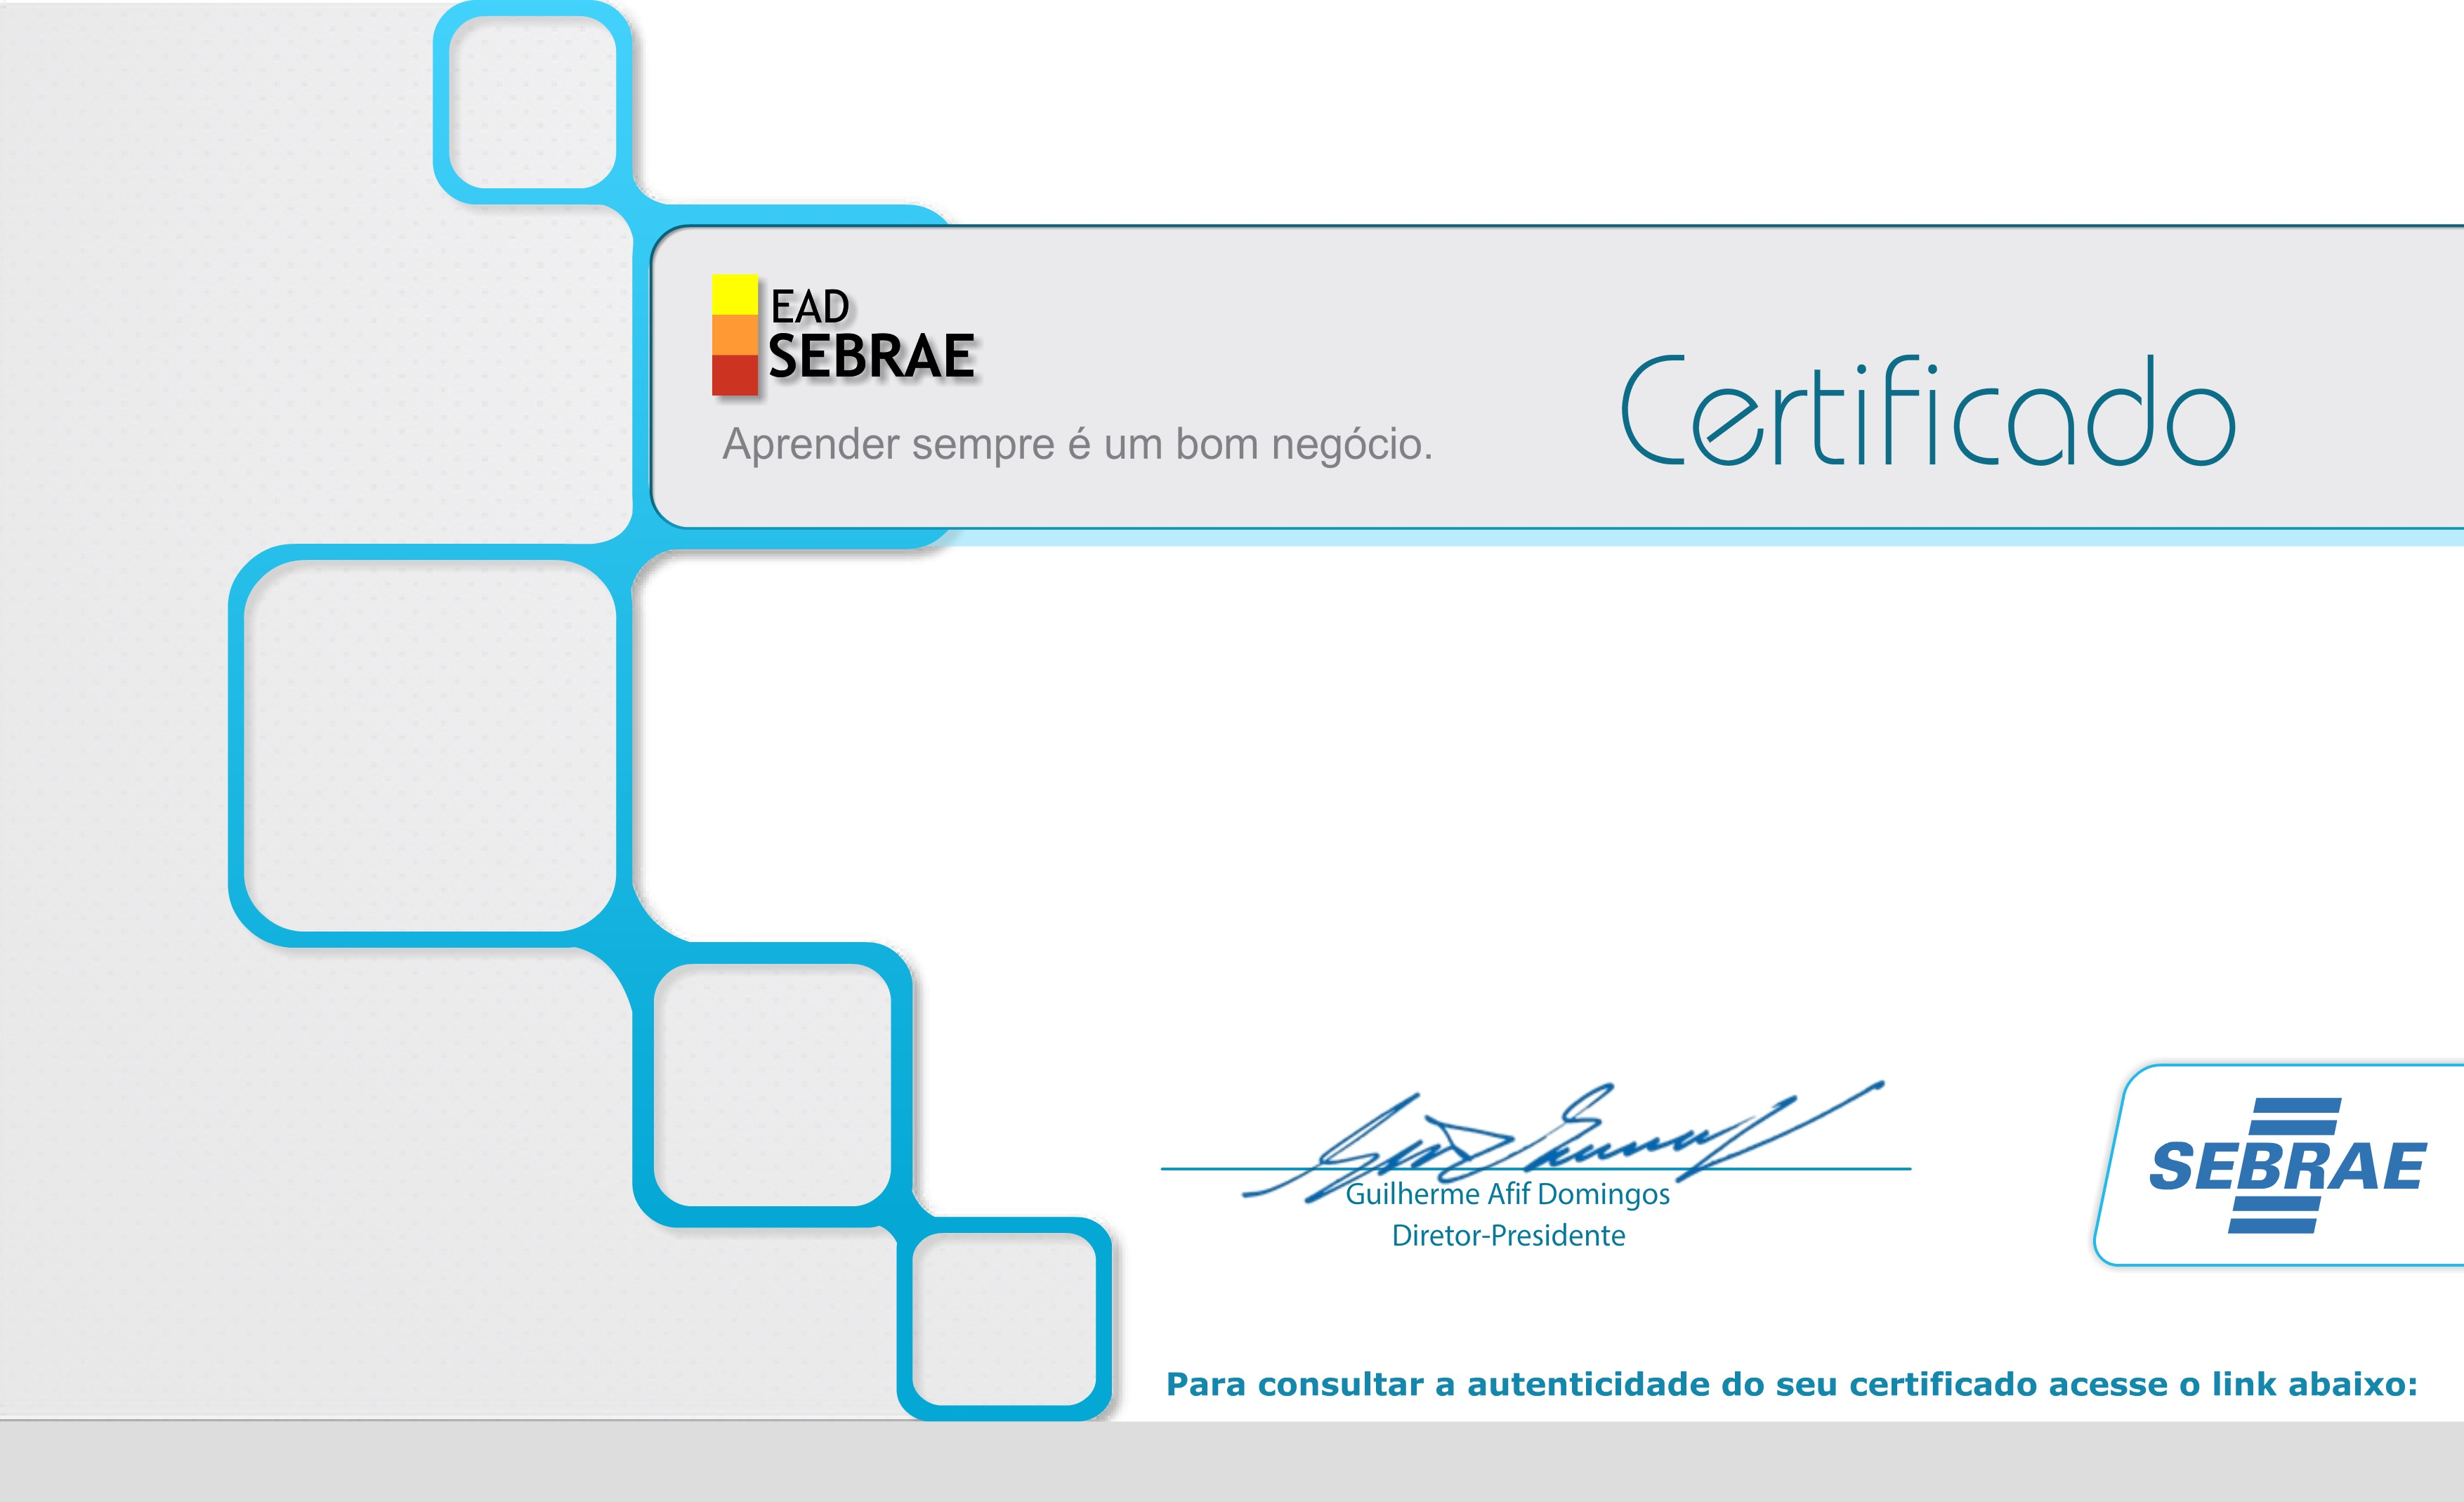 EAD
SEBRAE
Aprender sempre é um bom negócio.
Certificado
Guilherme Afif Domingos
Diretor-Presidente
SEBRAE
Para consultar a autenticidade do seu certificado acesse o link abaixo: